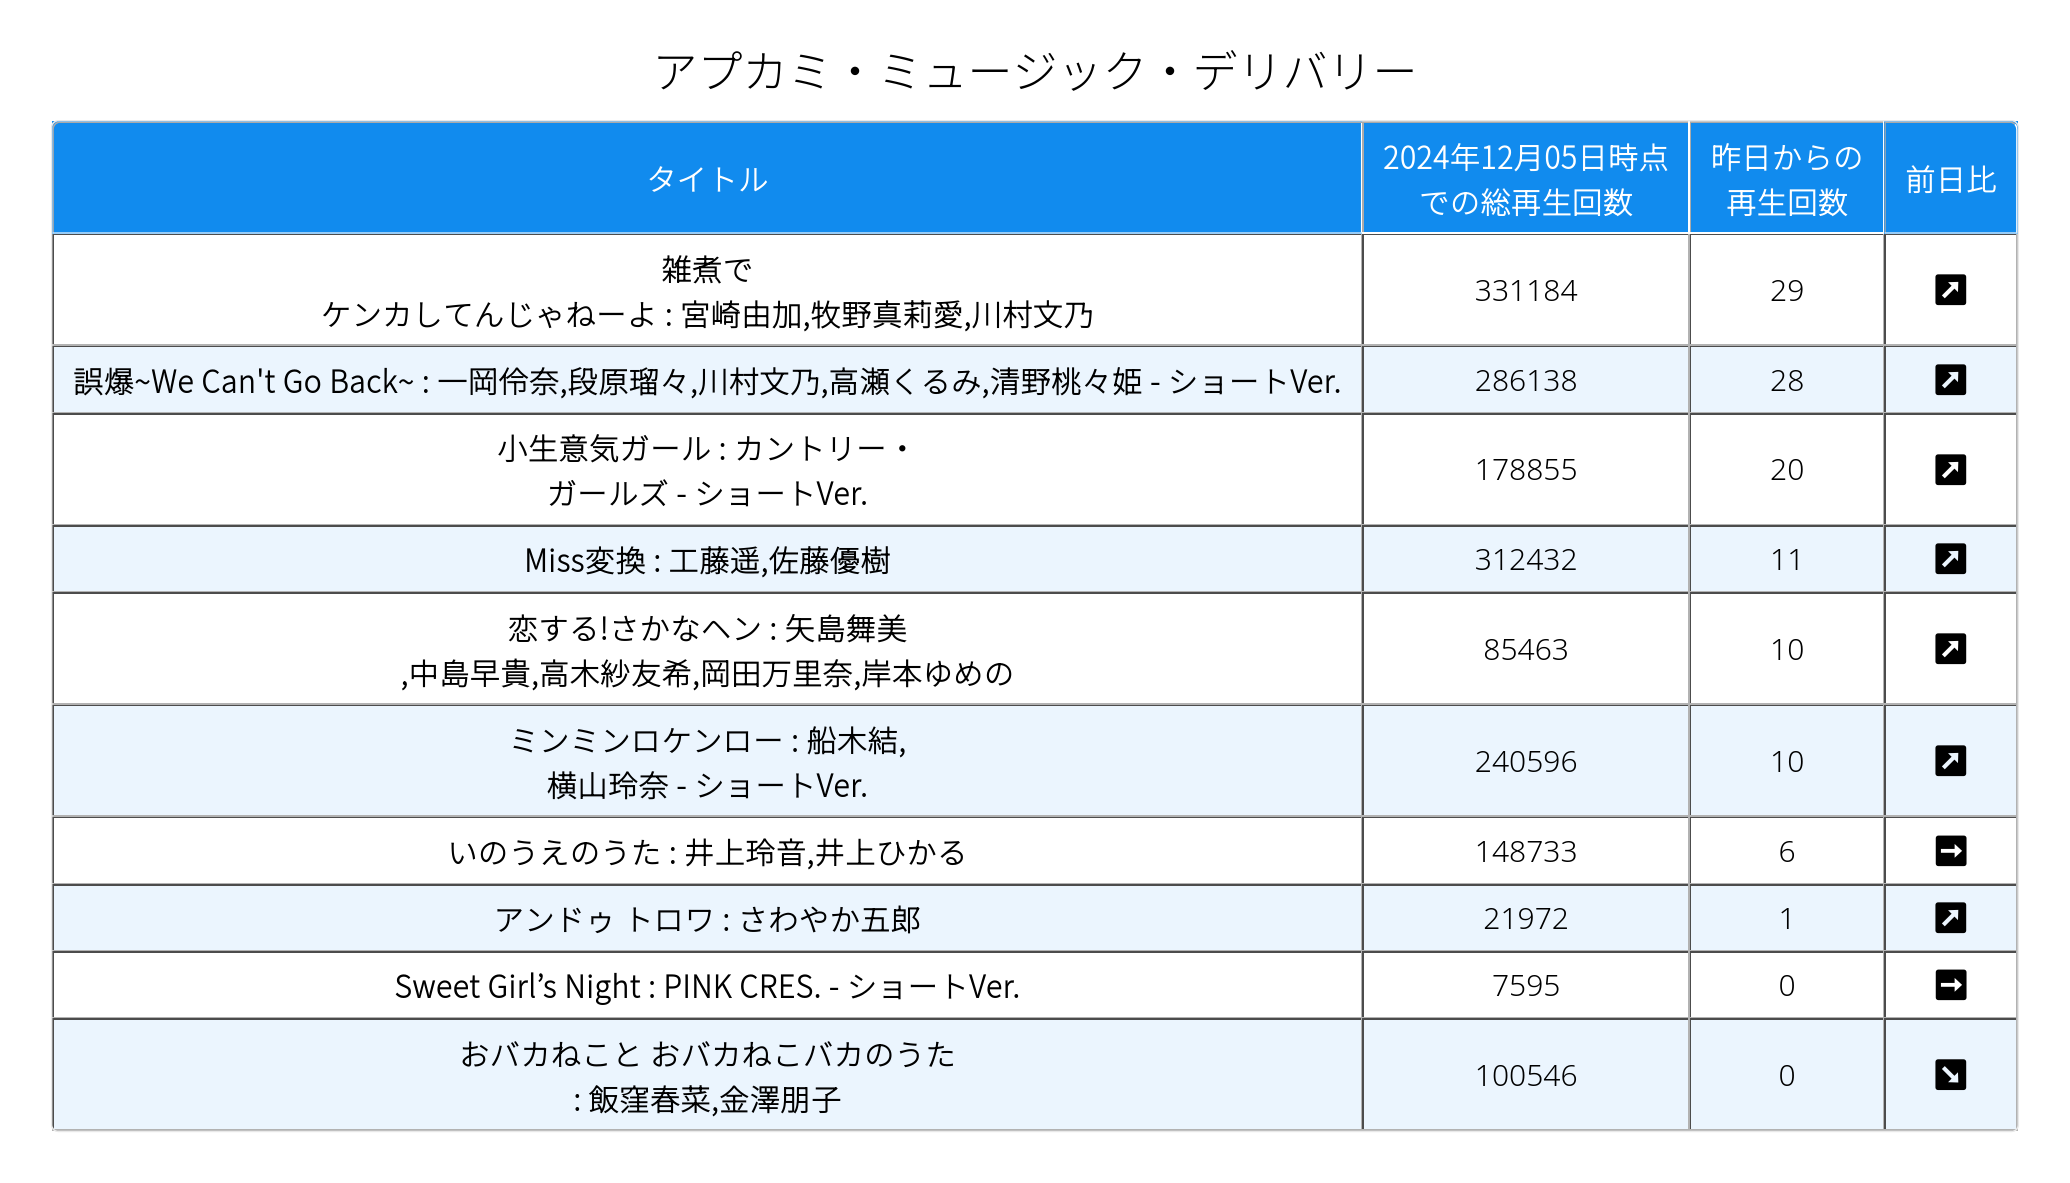 アプカミ・ミュージック・デリバリー
タイトル
2024年12月05日時点
での総再生回数
昨日からの
再生回数
前日比
雑煮で
ケンカしてんじゃねーよ : 宮崎由加,牧野真莉愛,川村文乃
331184
29
誤爆~We Can't Go Back~ : 一岡伶奈,段原瑠々,川村文乃,高瀬くるみ,清野桃々姫 - ショートVer.
286138
28
小生意気ガール : カントリー・
ガールズ - ショートVer.
178855
20
Miss変換 : 工藤遥,佐藤優樹
312432
11
恋する!さかなヘン : 矢島舞美
,中島早貴,高木紗友希,岡田万里奈,岸本ゆめの
85463
10
ミンミンロケンロー : 船木結,
横山玲奈 - ショートVer.
240596
10
いのうえのうた : 井上玲音,井上ひかる
148733
6
アンドゥ トロワ : さわやか五郎
21972
1
Sweet Girl’s Night : PINK CRES. - ショートVer.
7595
0
おバカねこと おバカねこバカのうた
: 飯窪春菜,金澤朋子
100546
0